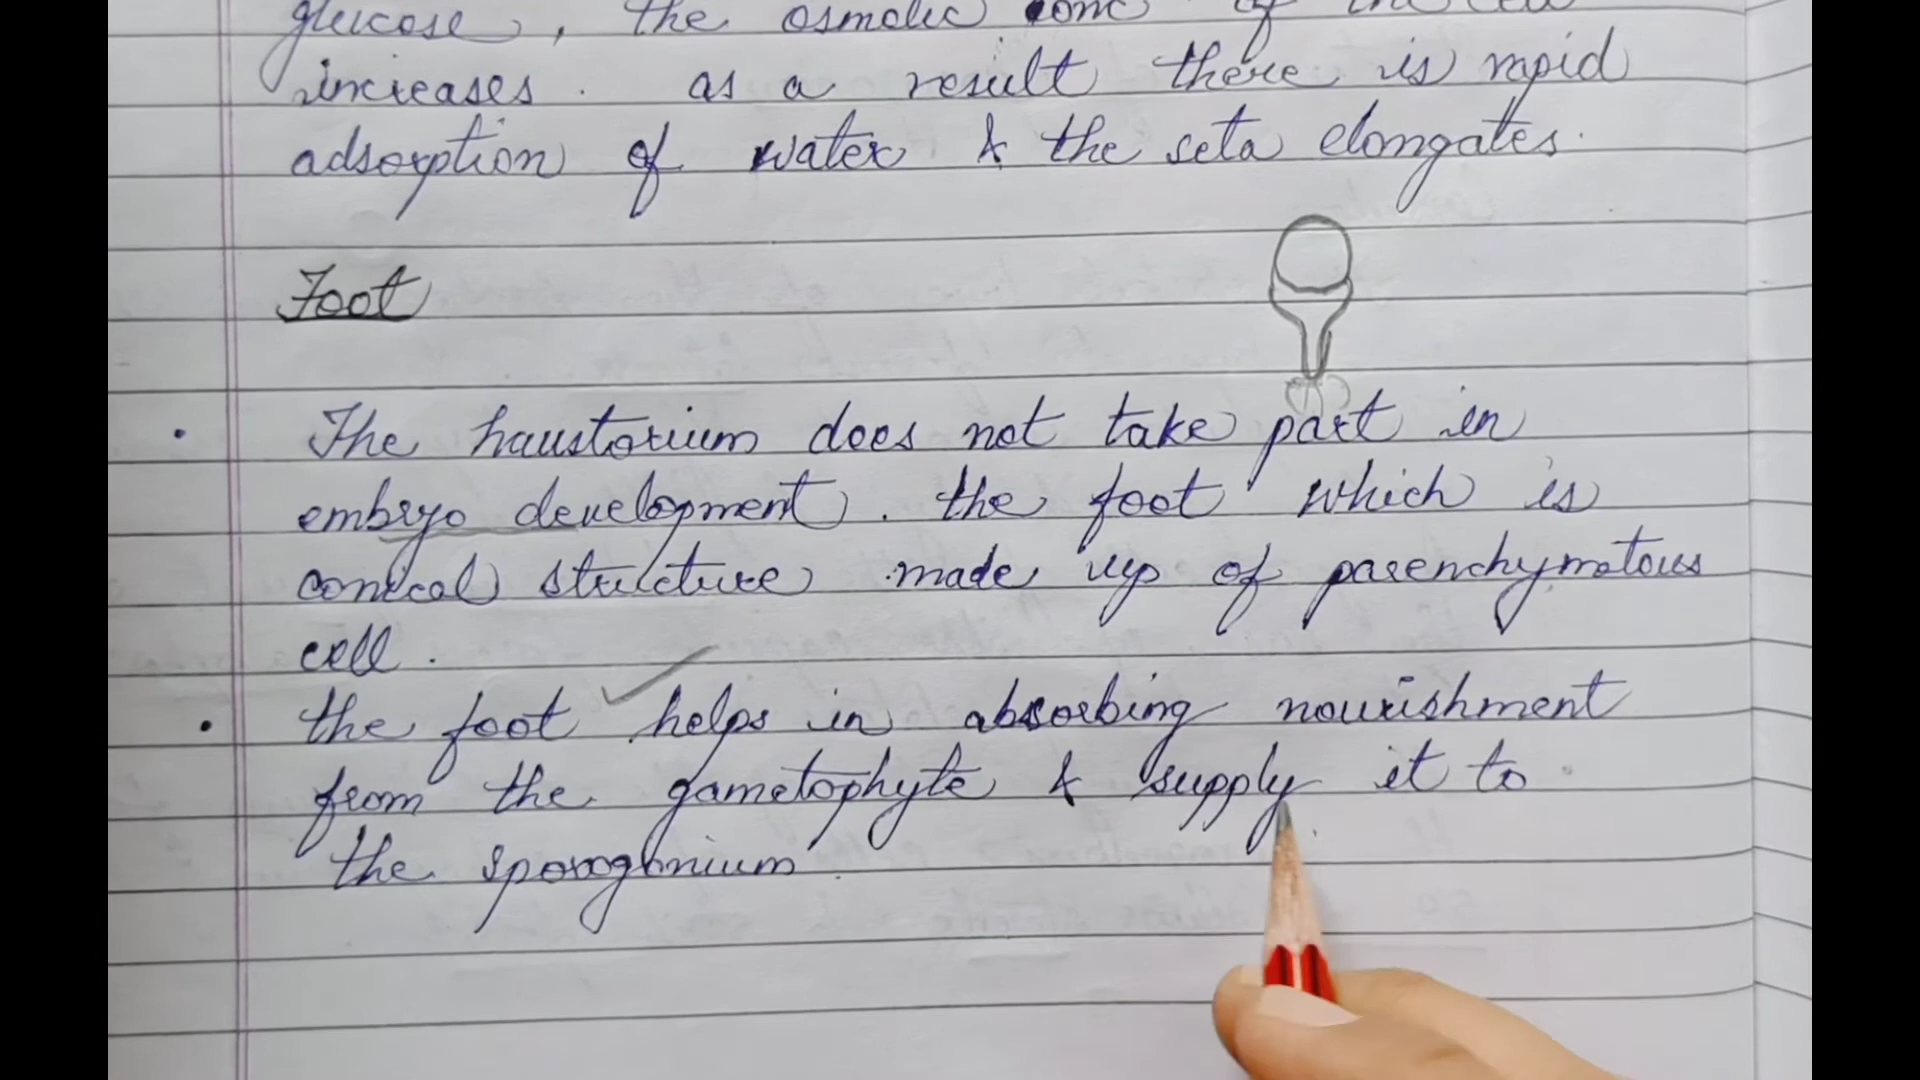 glucose, the osmotic conc of the cell
increases. as a result there is rapid
adsorption of water & the seta elongates.
Foot
• The haustorium does not take part in
embryo development. the foot which is
conical structure made up of parenchymatous
cell.
• the foot helps in absorbing nourishment
from the gametophyte & supply it to
the sporogonium.